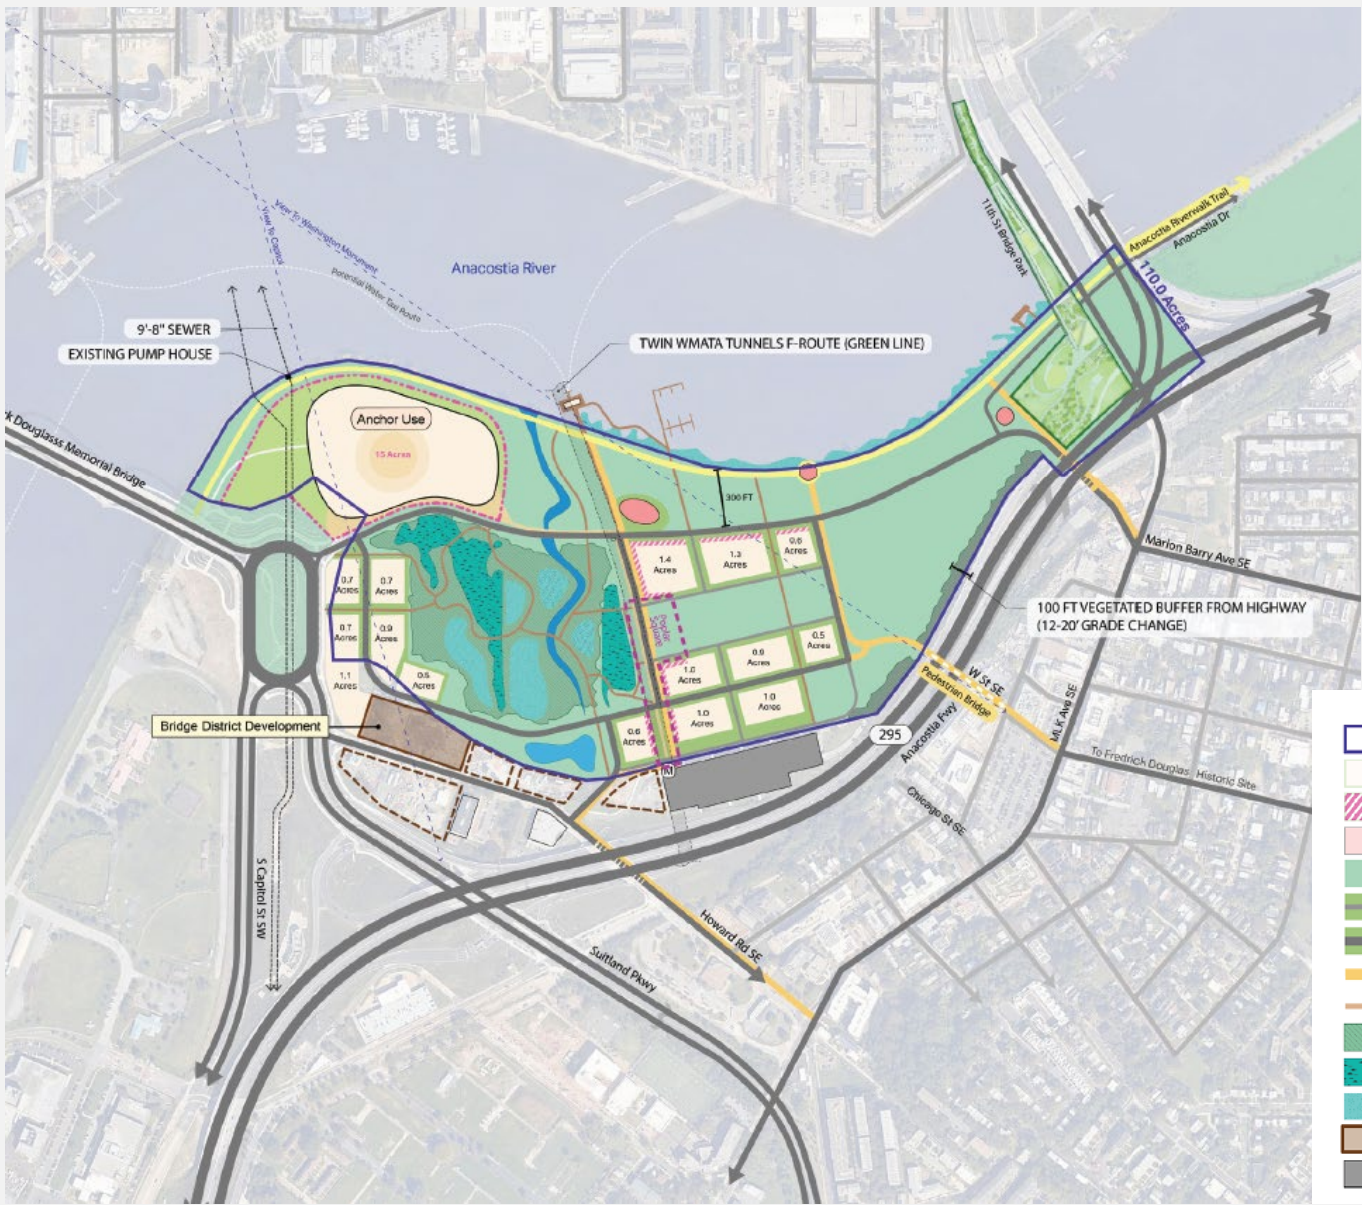 View To Washington Monument
View To Capitol
Anacostia River
Potential Water Taxi Route
11th St Bridge Park
Anacostia Riverwalk Trail
Anacostia Dr
110.0 Acres
9'-8" SEWER
EXISTING PUMP HOUSE
TWIN WMATA TUNNELS F-ROUTE (GREEN LINE)
k Douglasss Memorial Bridge
Anchor Use
15 Acres
300 FT
1.4
Acres
1.3
Acres
0.6
Acres
Marion Barry Ave SE
0.7
Acres
0.7
Acres
100 FT VEGETATED BUFFER FROM HIGHWAY
(12-20' GRADE CHANGE)
Poplar
Square
0.7
Acres
0.9
Acres
0.5
Acres
0.9
Acres
1.0
Acres
1.1
Acres
0.5
Acres
W St SE
Pedestrian Bridge
1.0
Acres
1.0
Acres
0.6
Acres
MLK Ave SE
Bridge District Development
295
Anacostia Fwy
M
To Fredrich Douglas Historic Site
Chicago St SE
S Capitol St SW
Howard Rd SE
Suitland Pkwy